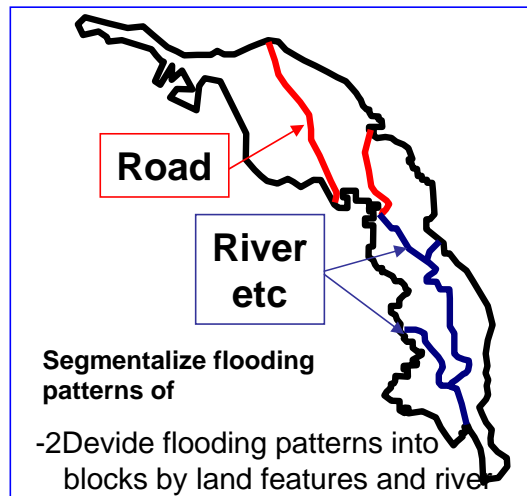 Road
River
etc
Segmentalize flooding
patterns of
-2Devide flooding patterns into
blocks by land features and river